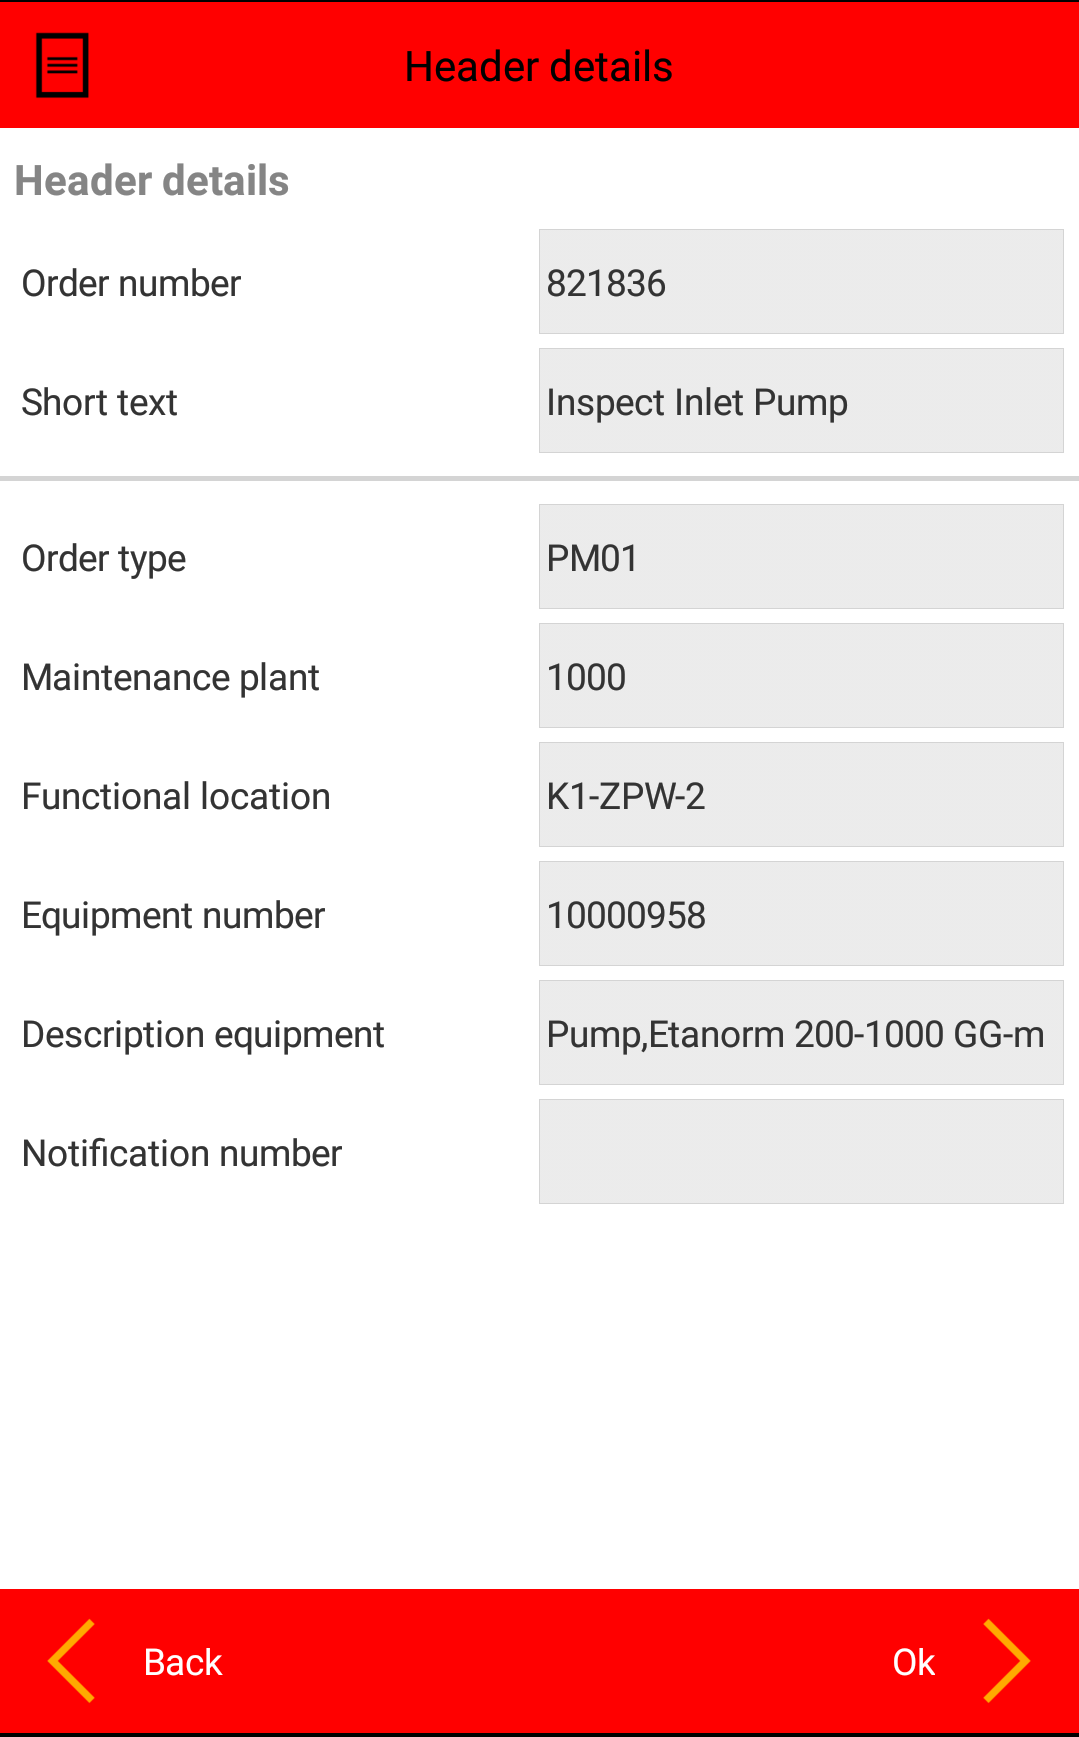 Header details
Header details
Order number 821836
Short text Inspect Inlet Pump
Order type PM01
Maintenance plant 1000
Functional location K1-ZPW-2
Equipment number 10000958
Description equipment Pump,Etanorm 200-1000 GG-m
Notification number
Back Ok